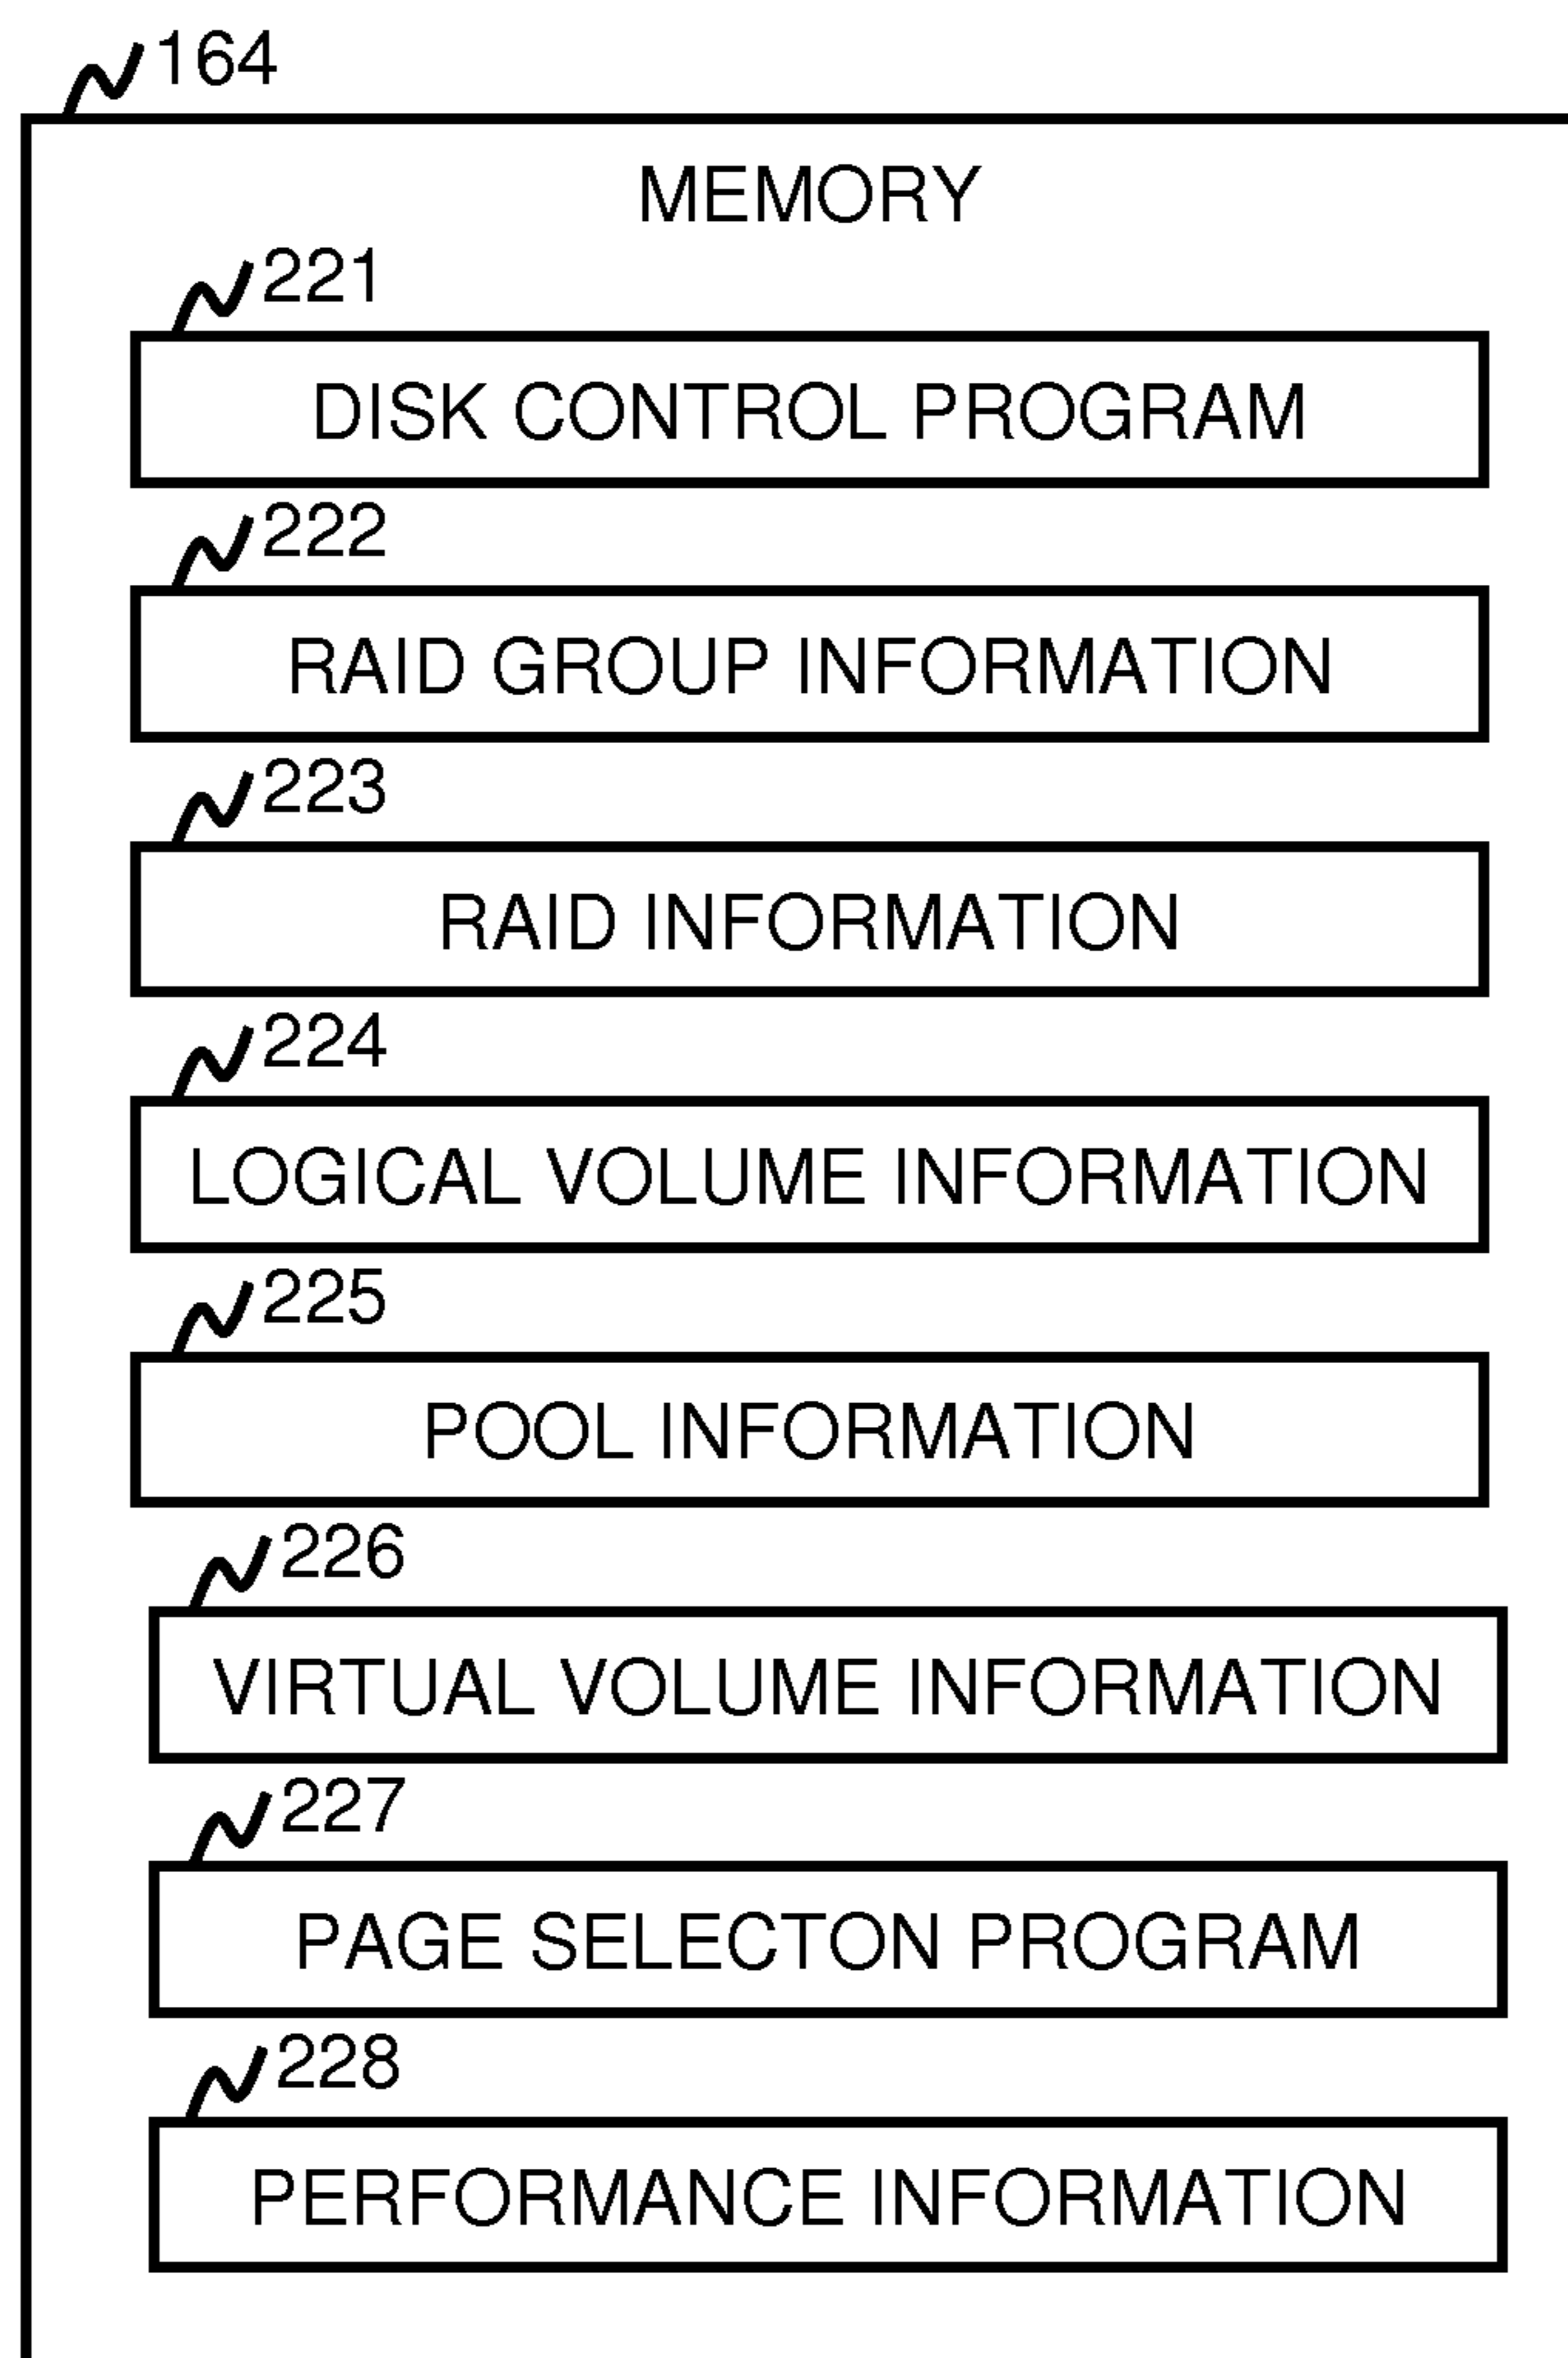 164
MEMORY
221
DISK CONTROL PROGRAM
222
RAID GROUP INFORMATION
223
RAID INFORMATION
224
LOGICAL VOLUME INFORMATION
225
POOL INFORMATION
226
VIRTUAL VOLUME INFORMATION
227
PAGE SELECTON PROGRAM
228
PERFORMANCE INFORMATION